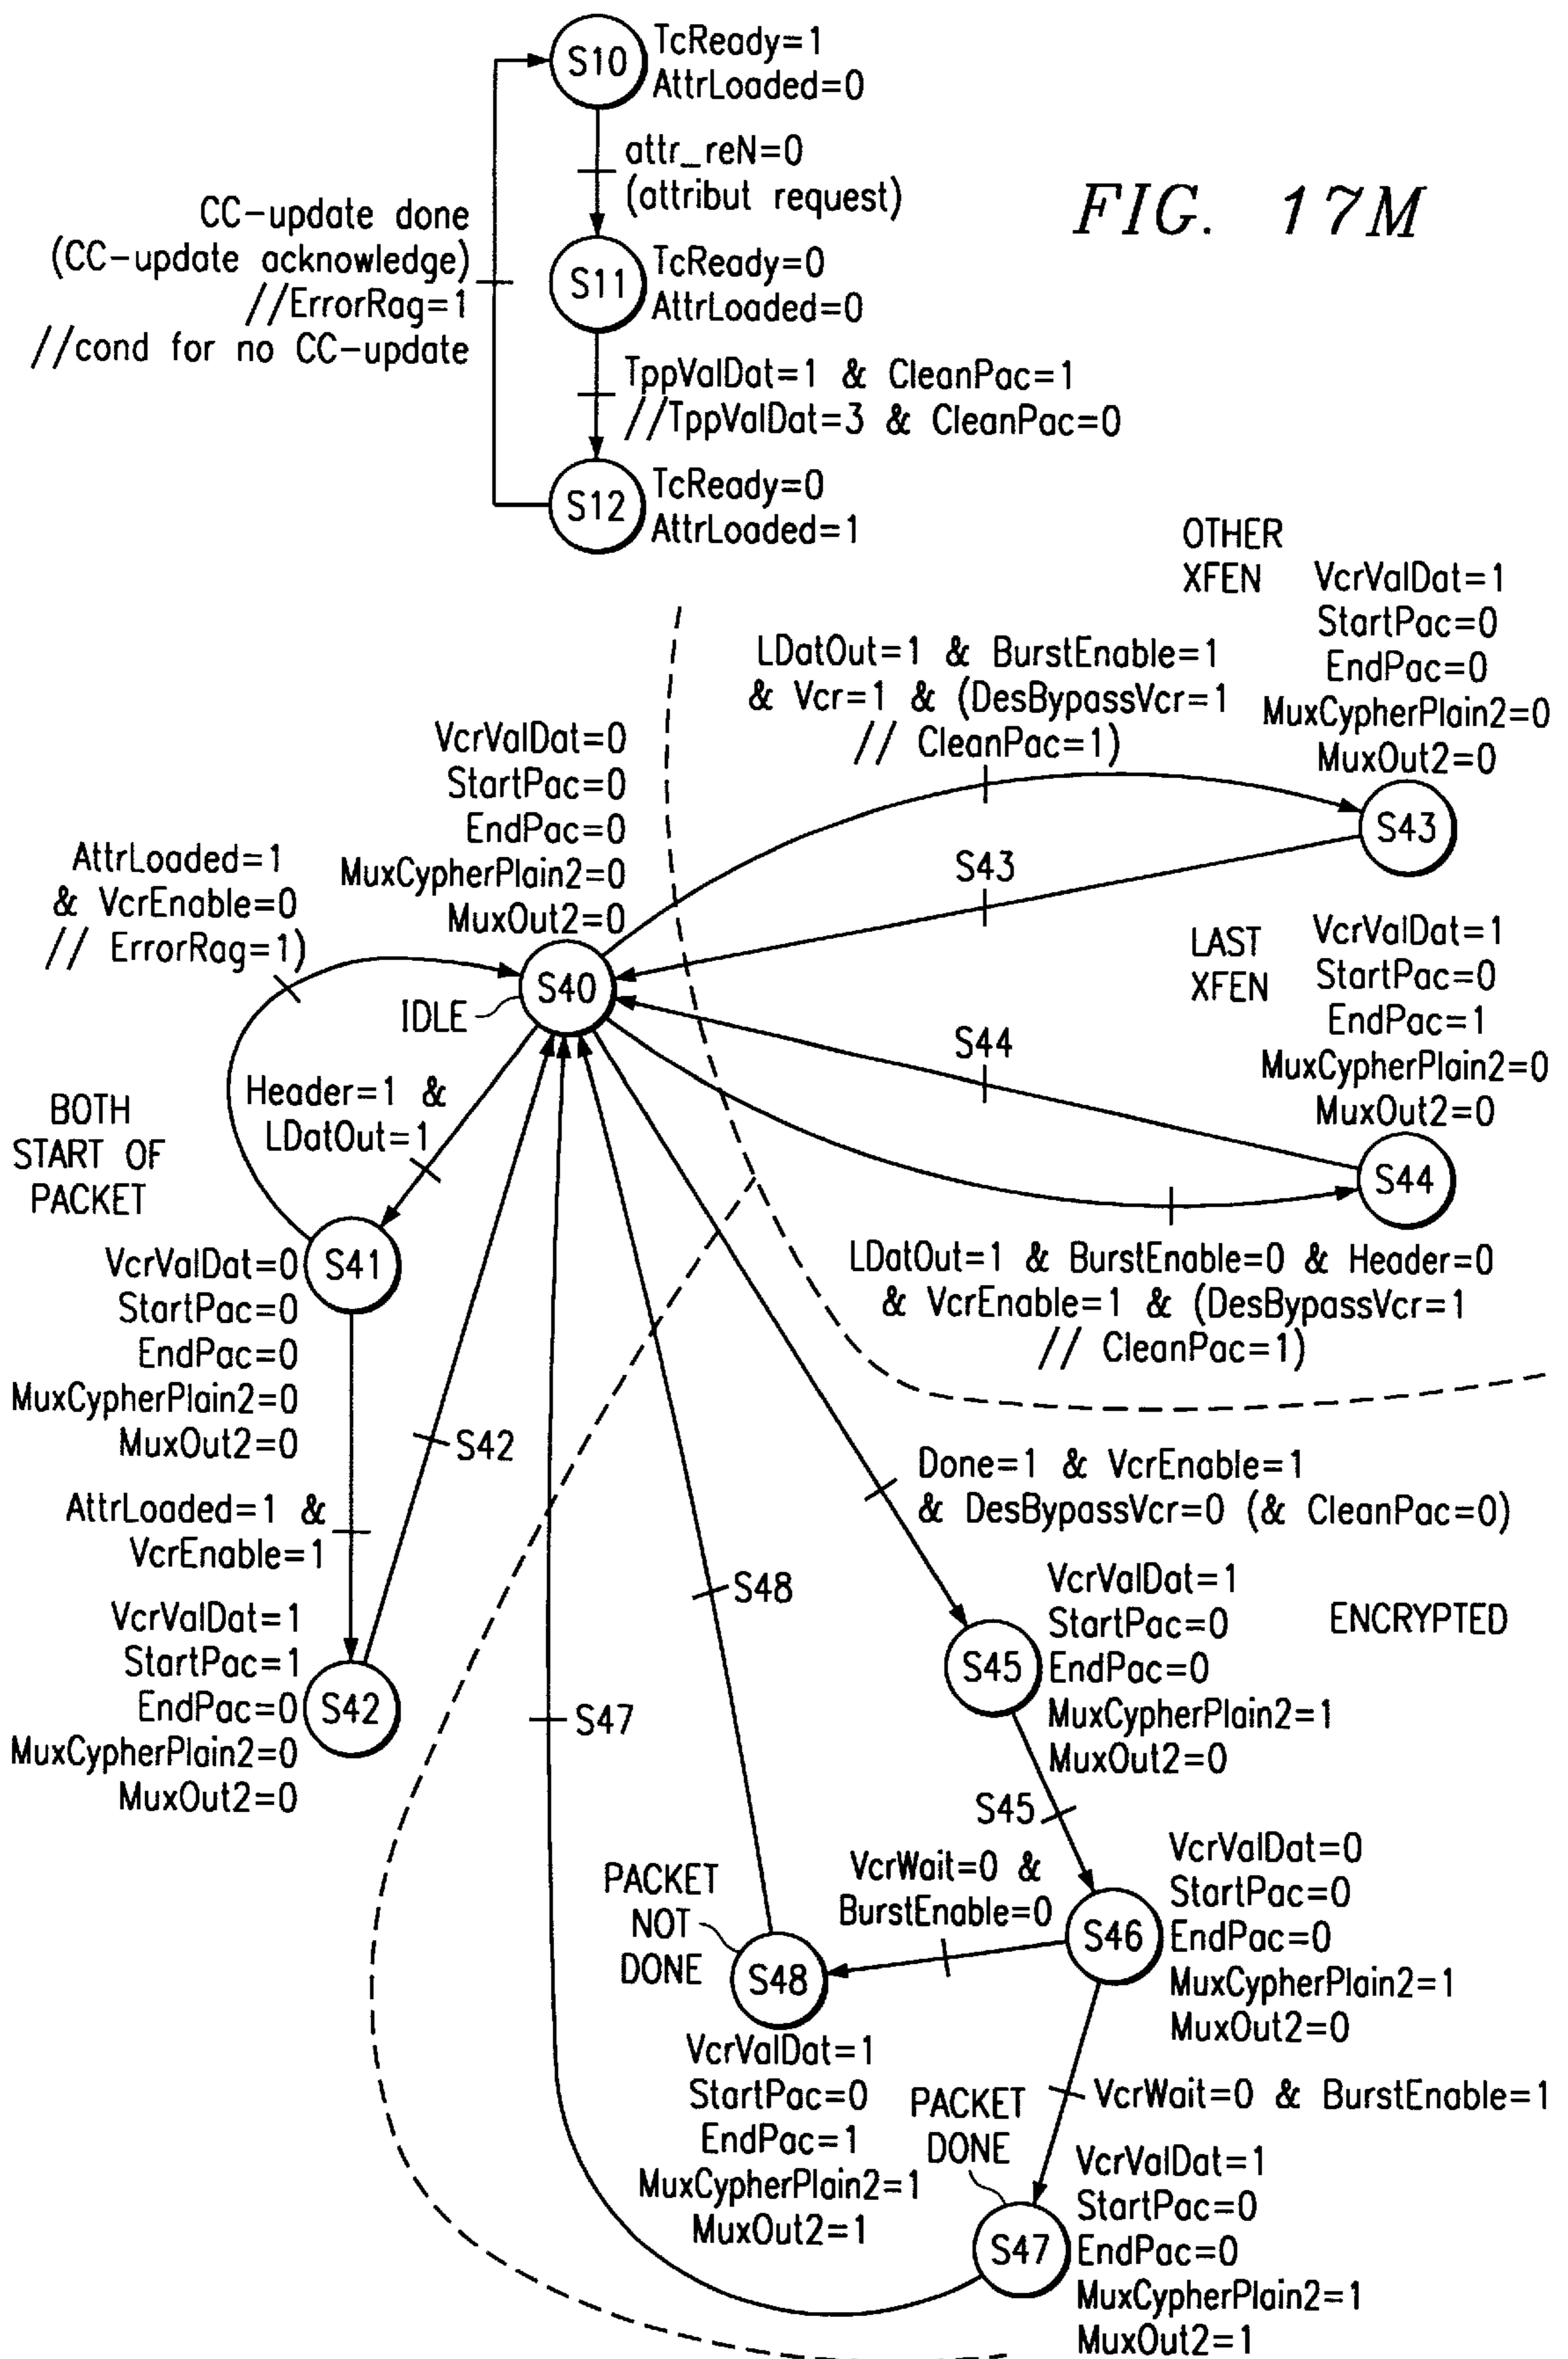 S10
TcReady=1
AttrLoaded=0
attr_reN=0
(attribut request)
FIG. 17M
CC-update done
(CC-update acknowledge)
//ErrorRag=1
//cond for no CC-update
S11
TcReady=0
AttrLoaded=0
TppValDat=1 & CleanPac=1
//TppValDat=3 & CleanPac=0
S12
TcReady=0
AttrLoaded=1
OTHER
XFEN
VcrValDat=1
StartPac=0
EndPac=0
MuxCypherPlain2=0
MuxOut2=0
LDatOut=1 & BurstEnable=1
& Vcr=1 & (DesBypassVcr=1
// CleanPac=1)
S43
S43
VcrValDat=0
StartPac=0
EndPac=0
MuxCypherPlain2=0
MuxOut2=0
S40
IDLE
AttrLoaded=1
& VcrEnable=0
// ErrorRag=1)
LAST
XFEN
VcrValDat=1
StartPac=0
EndPac=1
MuxCypherPlain2=0
MuxOut2=0
S44
S44
LDatOut=1 & BurstEnable=0 & Header=0
& VcrEnable=1 & (DesBypassVcr=1
// CleanPac=1)
Header=1 &
LDatOut=1
BOTH
START OF
PACKET
S41
VcrValDat=0
StartPac=0
EndPac=0
MuxCypherPlain2=0
MuxOut2=0
S42
AttrLoaded=1 &
VcrEnable=1
VcrValDat=1
StartPac=1
EndPac=0
MuxCypherPlain2=0
MuxOut2=0
S42
Done=1 & VcrEnable=1
& DesBypassVcr=0 (& CleanPac=0)
S48
S47
S45
VcrValDat=1
StartPac=0
EndPac=0
MuxCypherPlain2=1
MuxOut2=0
ENCRYPTED
S45
VcrWait=0 &
BurstEnable=0
S46
VcrValDat=0
StartPac=0
EndPac=0
MuxCypherPlain2=1
MuxOut2=0
PACKET
NOT
DONE
S48
VcrValDat=1
StartPac=0
EndPac=1
MuxCypherPlain2=1
MuxOut2=1
VcrWait=0 & BurstEnable=1
PACKET
DONE
S47
VcrValDat=1
StartPac=0
EndPac=0
MuxCypherPlain2=1
MuxOut2=1